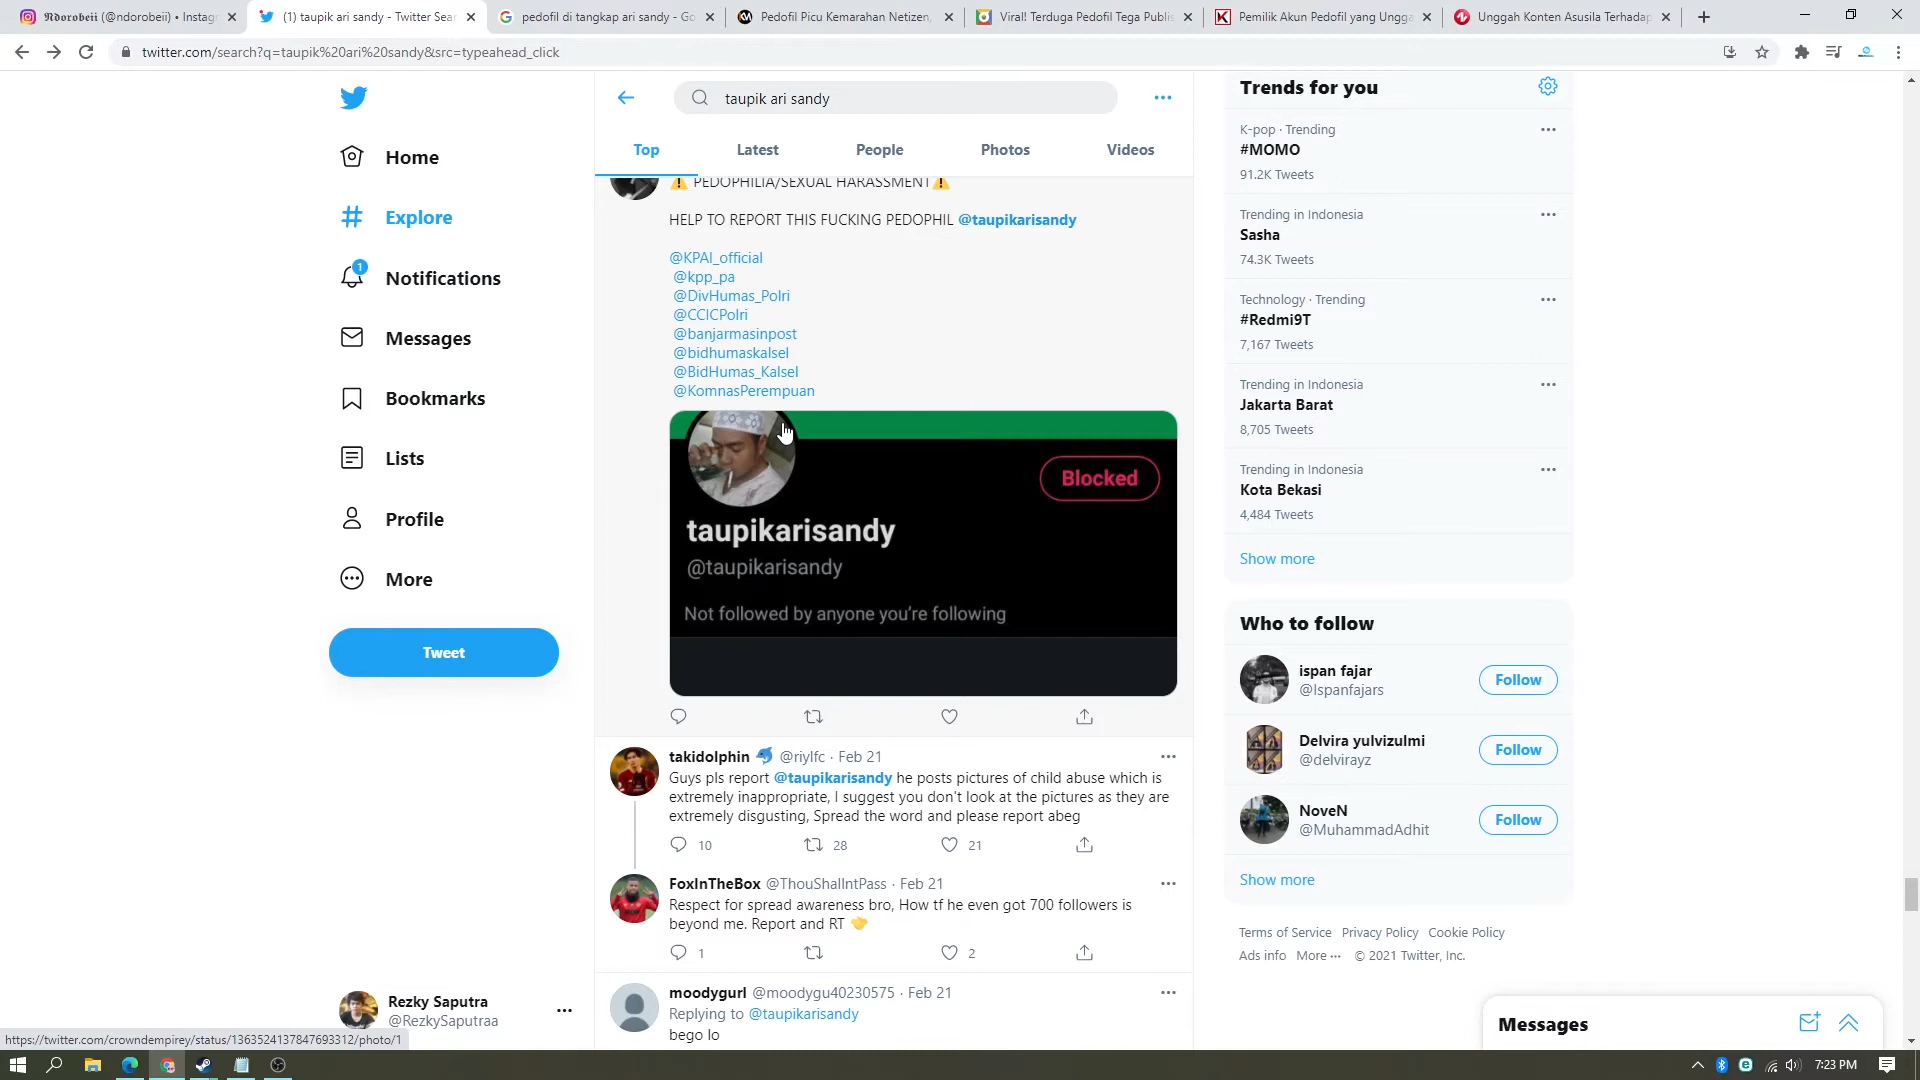 𝕹𝖉𝖔𝖗𝖔𝖇𝖊𝖎𝖎 (@ndorobeii) • Instag
(1) taupik ari sandy - Twitter Sear
pedofil di tangkap ari sandy - Go
Pedofil Picu Kemarahan Netizen,
Viral! Terduga Pedofil Tega Publis
Pemilik Akun Pedofil yang Ungga
Unggah Konten Asusila Terhadap
twitter.com/search?q=taupik%20ari%20sandy&src=typeahead_click
Home
Explore
1
Notifications
Messages
Bookmarks
Lists
Profile
More
Tweet
Rezky Saputra
@RezkySaputraa
taupik ari sandy
Top
Latest
People
Photos
Videos
⚠️ PEDOPHILIA/SEXUAL HARASSMENT⚠️
HELP TO REPORT THIS FUCKING PEDOPHIL @taupikarisandy
@KPAI_official
@kpp_pa
@DivHumas_Polri
@CCICPolri
@banjarmasinpost
@bidhumaskalsel
@BidHumas_Kalsel
@KomnasPerempuan
Blocked
taupikarisandy
@taupikarisandy
Not followed by anyone you're following
takidolphin 🐬 @riylfc · Feb 21
Guys pls report @taupikarisandy he posts pictures of child abuse which is
extremely inappropriate, I suggest you don't look at the pictures as they are
extremely disgusting, Spread the word and please report abeg
10 28 21
FoxInTheBox @ThouShallntPass · Feb 21
Respect for spread awareness bro, How tf he even got 700 followers is
beyond me. Report and RT
1 2
moodygurl @moodygu40230575 · Feb 21
Replying to @taupikarisandy
bego lo
Trends for you
K-pop · Trending
#MOMO
91.2K Tweets
Trending in Indonesia
Sasha
74.3K Tweets
Technology · Trending
#Redmi9T
7,167 Tweets
Trending in Indonesia
Jakarta Barat
8,705 Tweets
Trending in Indonesia
Kota Bekasi
4,484 Tweets
Show more
Who to follow
ispan fajar
@Ispanfajars
Follow
Delvira yulvizulmi
@delvirayz
Follow
NoveN
@MuhammadAdhit
Follow
Show more
Terms of Service Privacy Policy Cookie Policy
Ads info More ··· © 2021 Twitter, Inc.
Messages
https://twitter.com/crowndempirey/status/1363524137847693312/photo/1
7:23 PM